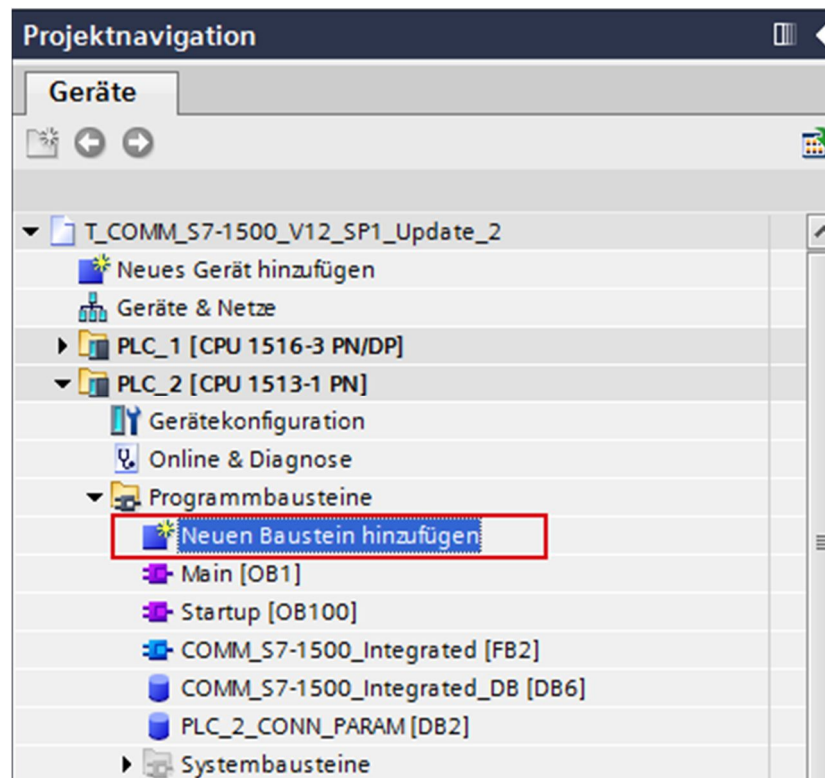 Projektnavigation
Geräte
T_COMM_S7-1500_V12_SP1_Update_2
Neues Gerät hinzufügen
Geräte & Netze
PLC_1 [CPU 1516-3 PN/DP]
PLC_2 [CPU 1513-1 PN]
Gerätekonfiguration
Online & Diagnose
Programmbausteine
Neuen Baustein hinzufügen
Main [OB1]
Startup [OB100]
COMM_S7-1500_Integrated [FB2]
COMM_S7-1500_Integrated_DB [DB6]
PLC_2_CONN_PARAM [DB2]
Systembausteine